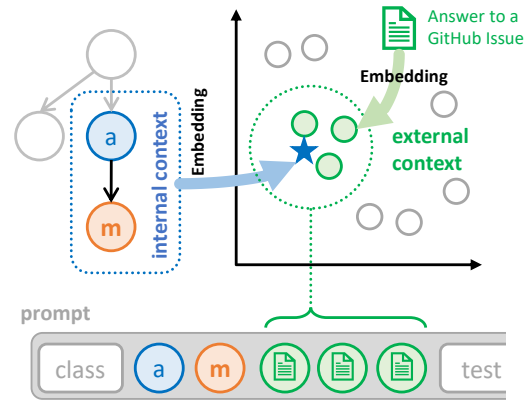 Answer to a
GitHub Issue
Embedding
Embedding
a
internal context
external
context
m
prompt
class
a
m
test